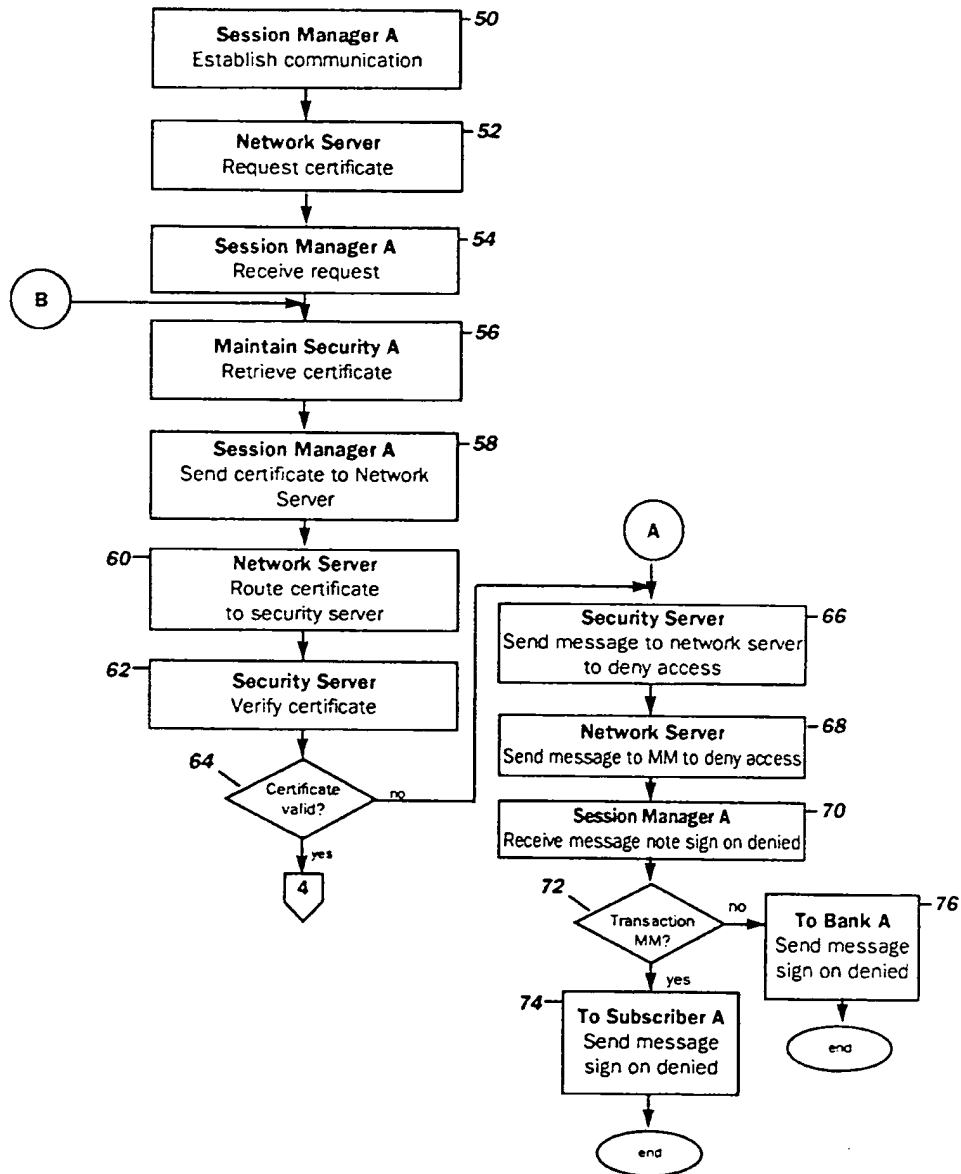 50
Session Manager A
Establish communication
52
Network Server
Request certificate
54
Session Manager A
Receive request
B
56
Maintain Security A
Retrieve certificate
58
Session Manager A
Send certificate to Network
Server
60
Network Server
Route certificate
to security server
62
Security Server
Verify certificate
64
Certificate
valid?
no
yes
4
A
66
Security Server
Send message to network server
to deny access
68
Network Server
Send message to MM to deny access
70
Session Manager A
Receive message note sign on denied
72
Transaction
MM?
no
yes
76
To Bank A
Send message
sign on denied
end
74
To Subscriber A
Send message
sign on denied
end